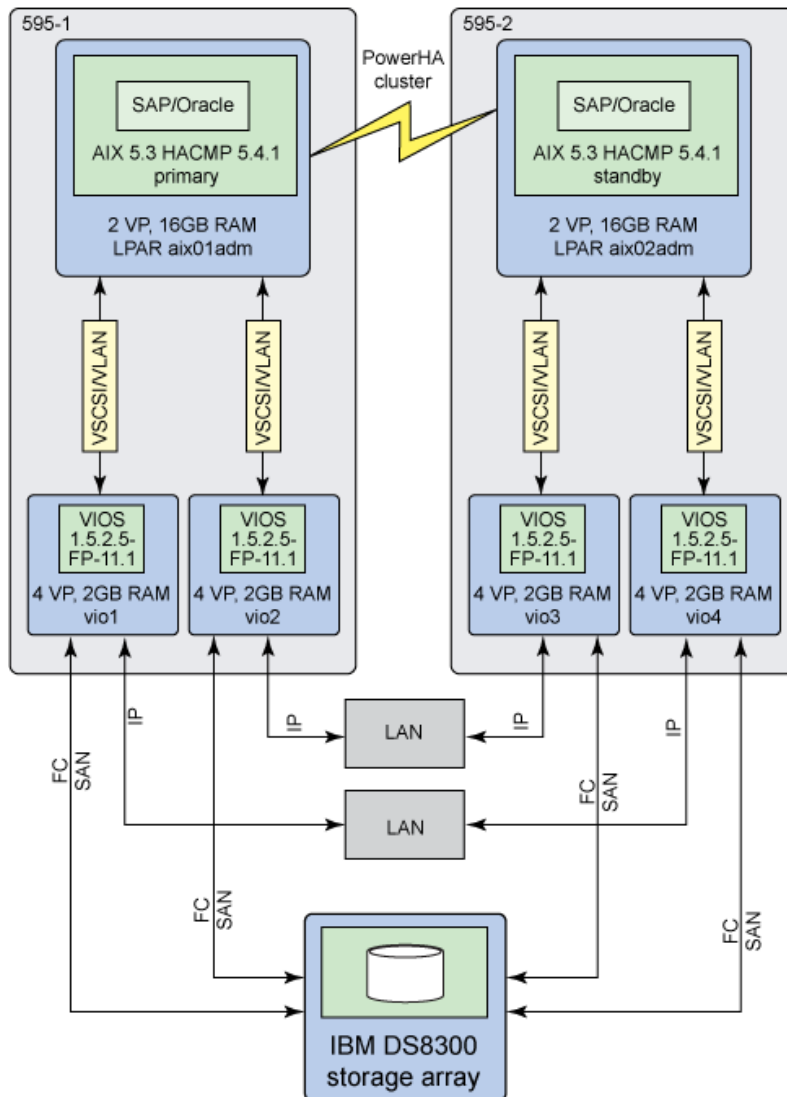 595-1
595-2
PowerHA
cluster
SAP/Oracle
AIX 5.3 HACMP 5.4.1
primary
2 VP, 16GB RAM
LPAR aix01adm
SAP/Oracle
AIX 5.3 HACMP 5.4.1
standby
2 VP, 16GB RAM
LPAR aix02adm
VSCSI/VLAN
VSCSI/VLAN
VSCSI/VLAN
VSCSI/VLAN
VIOS
1.5.2.5-
FP-11.1
4 VP, 2GB RAM
vio1
VIOS
1.5.2.5-
FP-11.1
4 VP, 2GB RAM
vio2
VIOS
1.5.2.5-
FP-11.1
4 VP, 2GB RAM
vio3
VIOS
1.5.2.5-
FP-11.1
4 VP, 2GB RAM
vio4
IP
IP
LAN
IP
IP
FC
SAN
LAN
FC
SAN
FC
SAN
FC
SAN
IBM DS8300
storage array